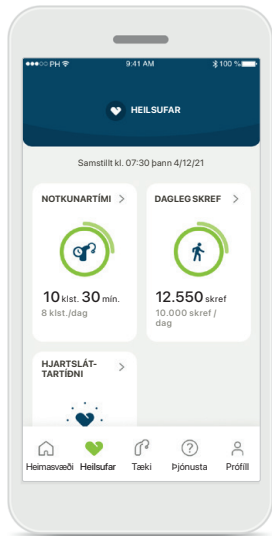 ●●●○○ PH 9:41 AM 100 %
HEILSUFAR
Samstillt kl. 07:30 þann 4/12/21
NOTKUNARTÍMI >
10 klst. 30 mín.
8 klst./dag
DAGLEG SKREF >
12.550 skref
10.000 skref /
dag
HJARTSLÁT-
TARTÍÐNI >
Heimasvæði Heilsufar Tæki Þjónusta Prófíll